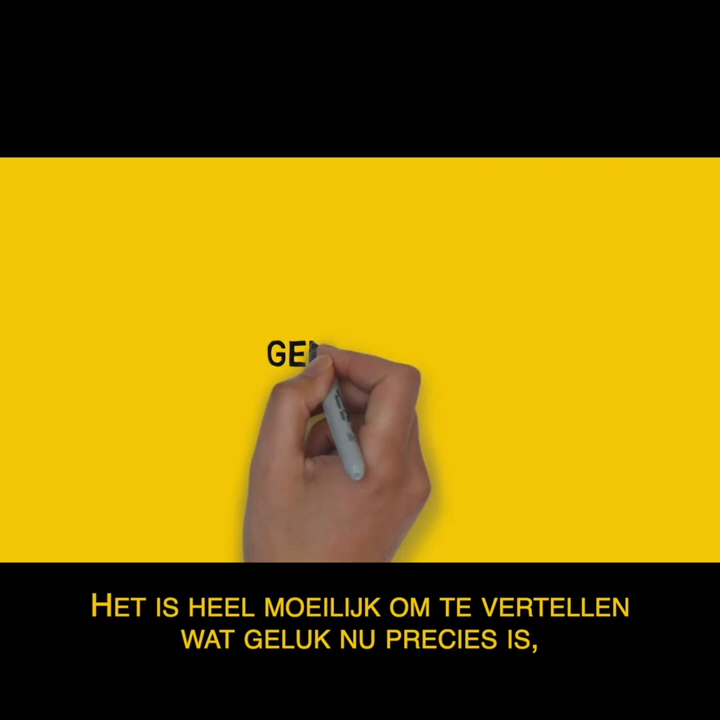 GE
HET IS HEEL MOEILIJK OM TE VERTELLEN
WAT GELUK NU PRECIES IS,